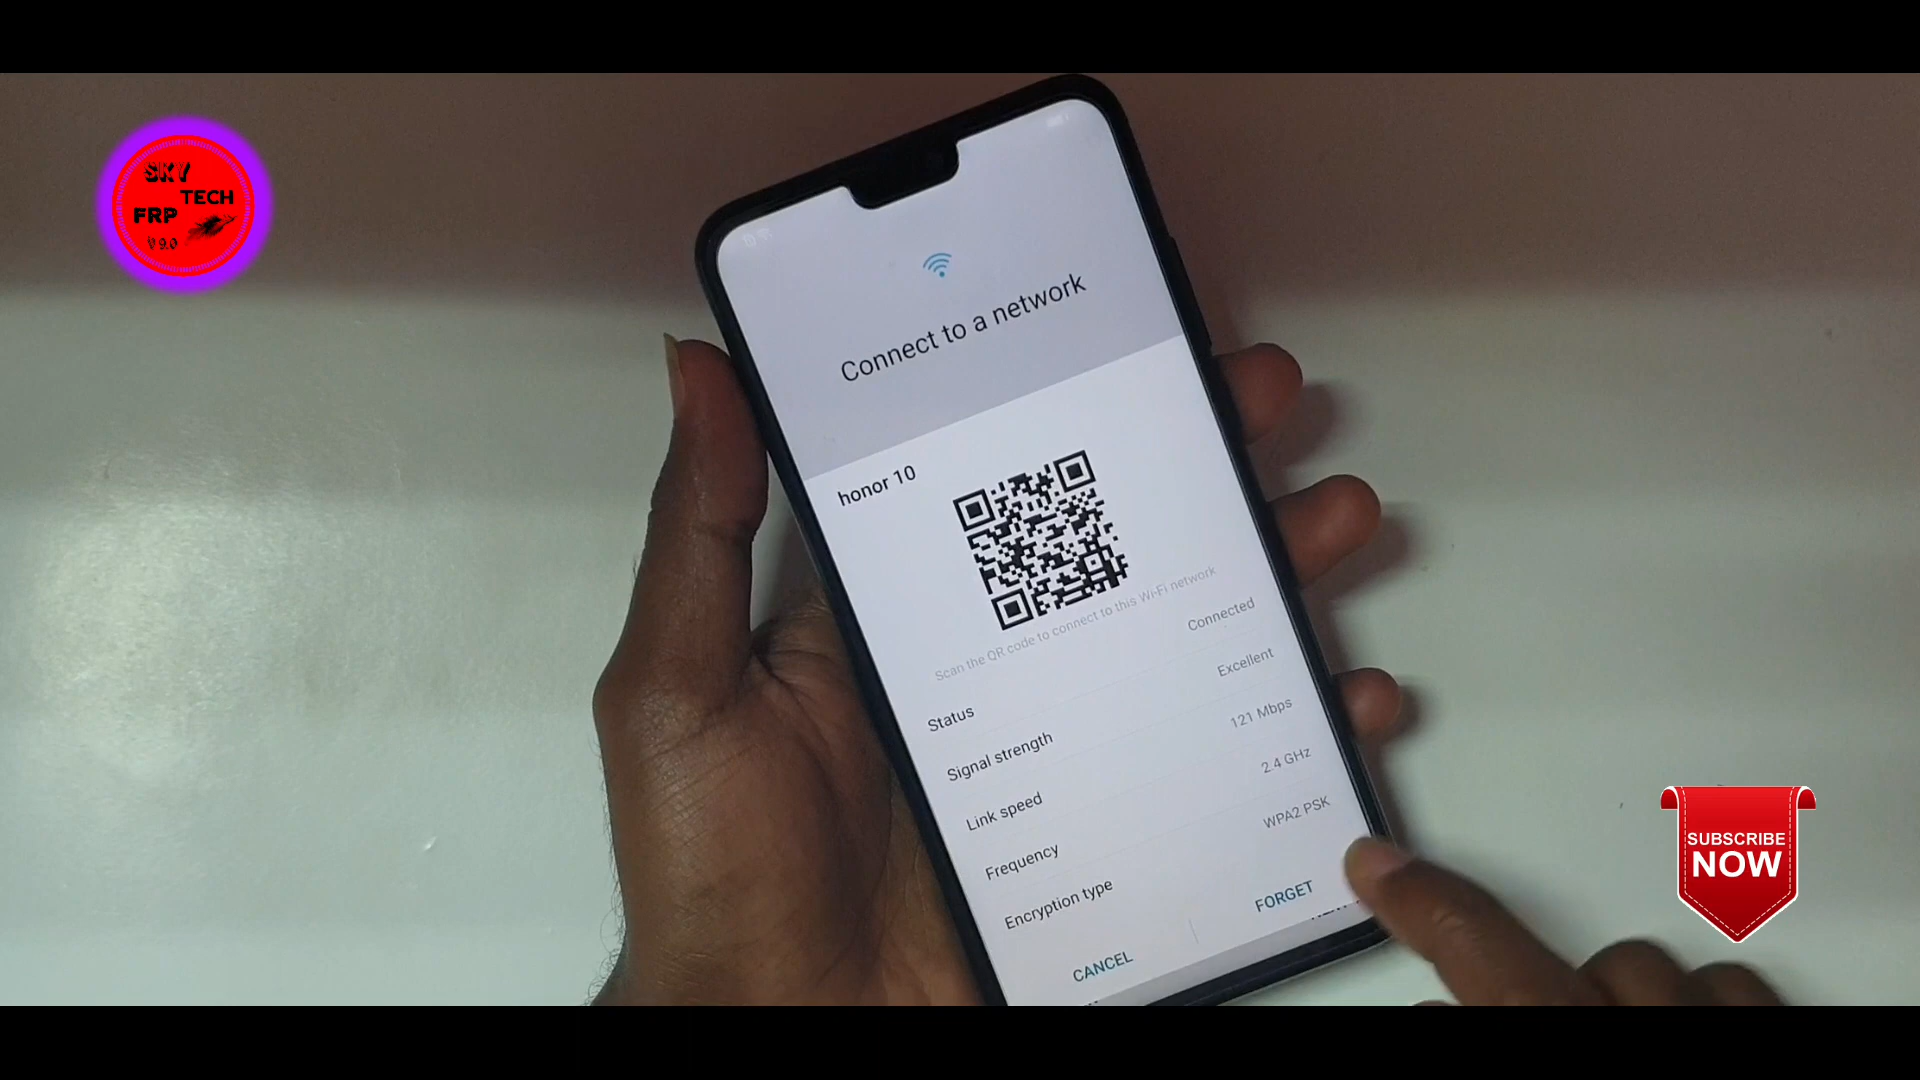 SKY
TECH
FRP
V 9.0
Connect to a network
honor 10
Scan the QR code to connect to this Wi-Fi network
Status Connected
Signal strength Excellent
Link speed 121 Mbps
Frequency 2.4 GHz
Encryption type WPA2 PSK
CANCEL FORGET
SUBSCRIBE
NOW